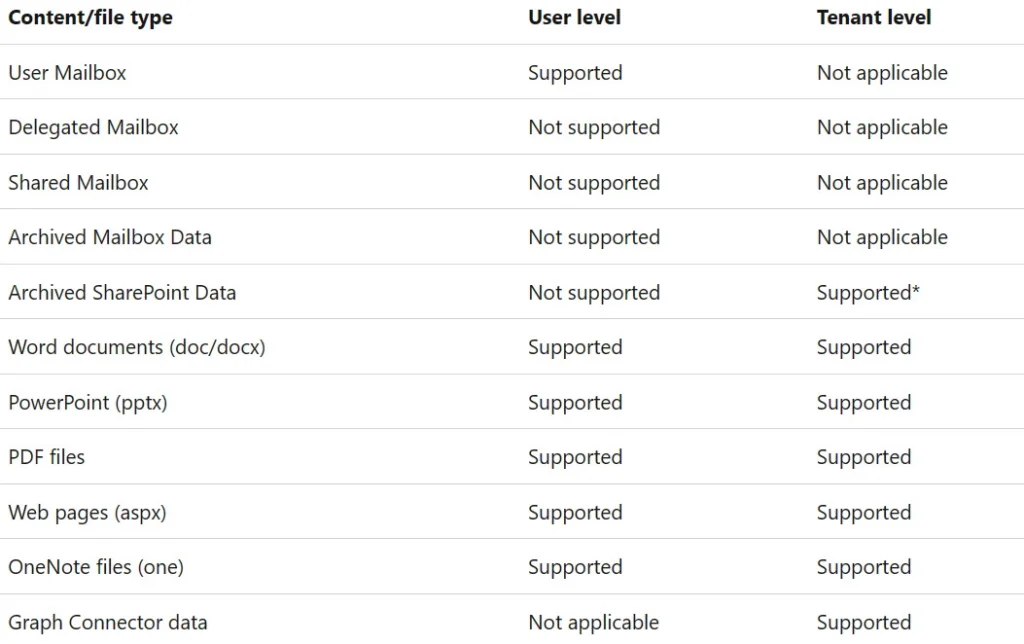 Content/file type User level Tenant level
User Mailbox Supported Not applicable
Delegated Mailbox Not supported Not applicable
Shared Mailbox Not supported Not applicable
Archived Mailbox Data Not supported Not applicable
Archived SharePoint Data Not supported Supported*
Word documents (doc/docx) Supported Supported
PowerPoint (pptx) Supported Supported
PDF files Supported Supported
Web pages (aspx) Supported Supported
OneNote files (one) Supported Supported
Graph Connector data Not applicable Supported